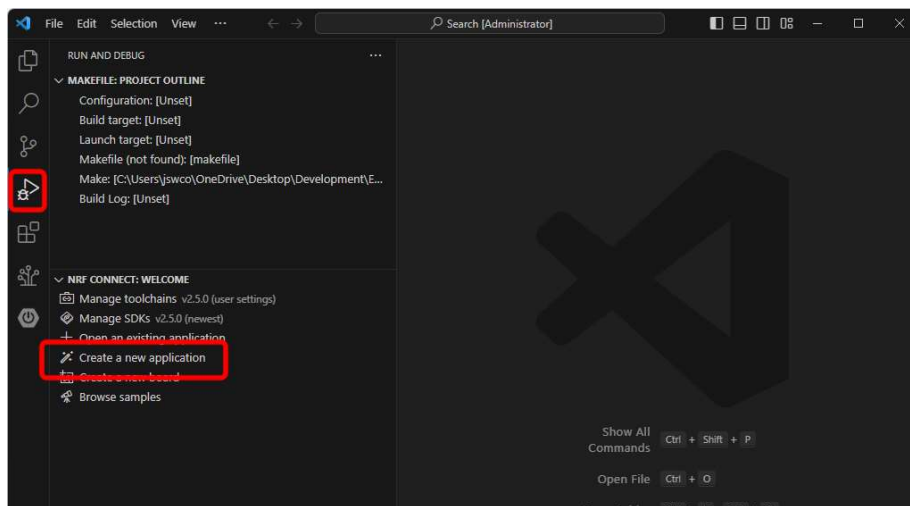 File Edit Selection View ··· Search [Administrator]
RUN AND DEBUG ···
MAKEFILE: PROJECT OUTLINE
Configuration: [Unset]
Build target: [Unset]
Launch target: [Unset]
Makefile (not found): [makefile]
Make: [C:\Users\jswco\OneDrive\Desktop\Development\E...
Build Log: [Unset]
NRF CONNECT: WELCOME
Manage toolchains v2.5.0 (user settings)
Manage SDKs v2.5.0 (newest)
Open an existing application
Create a new application
Create a new board
Browse samples
Show All
Commands Ctrl + Shift + P
Open File Ctrl + O